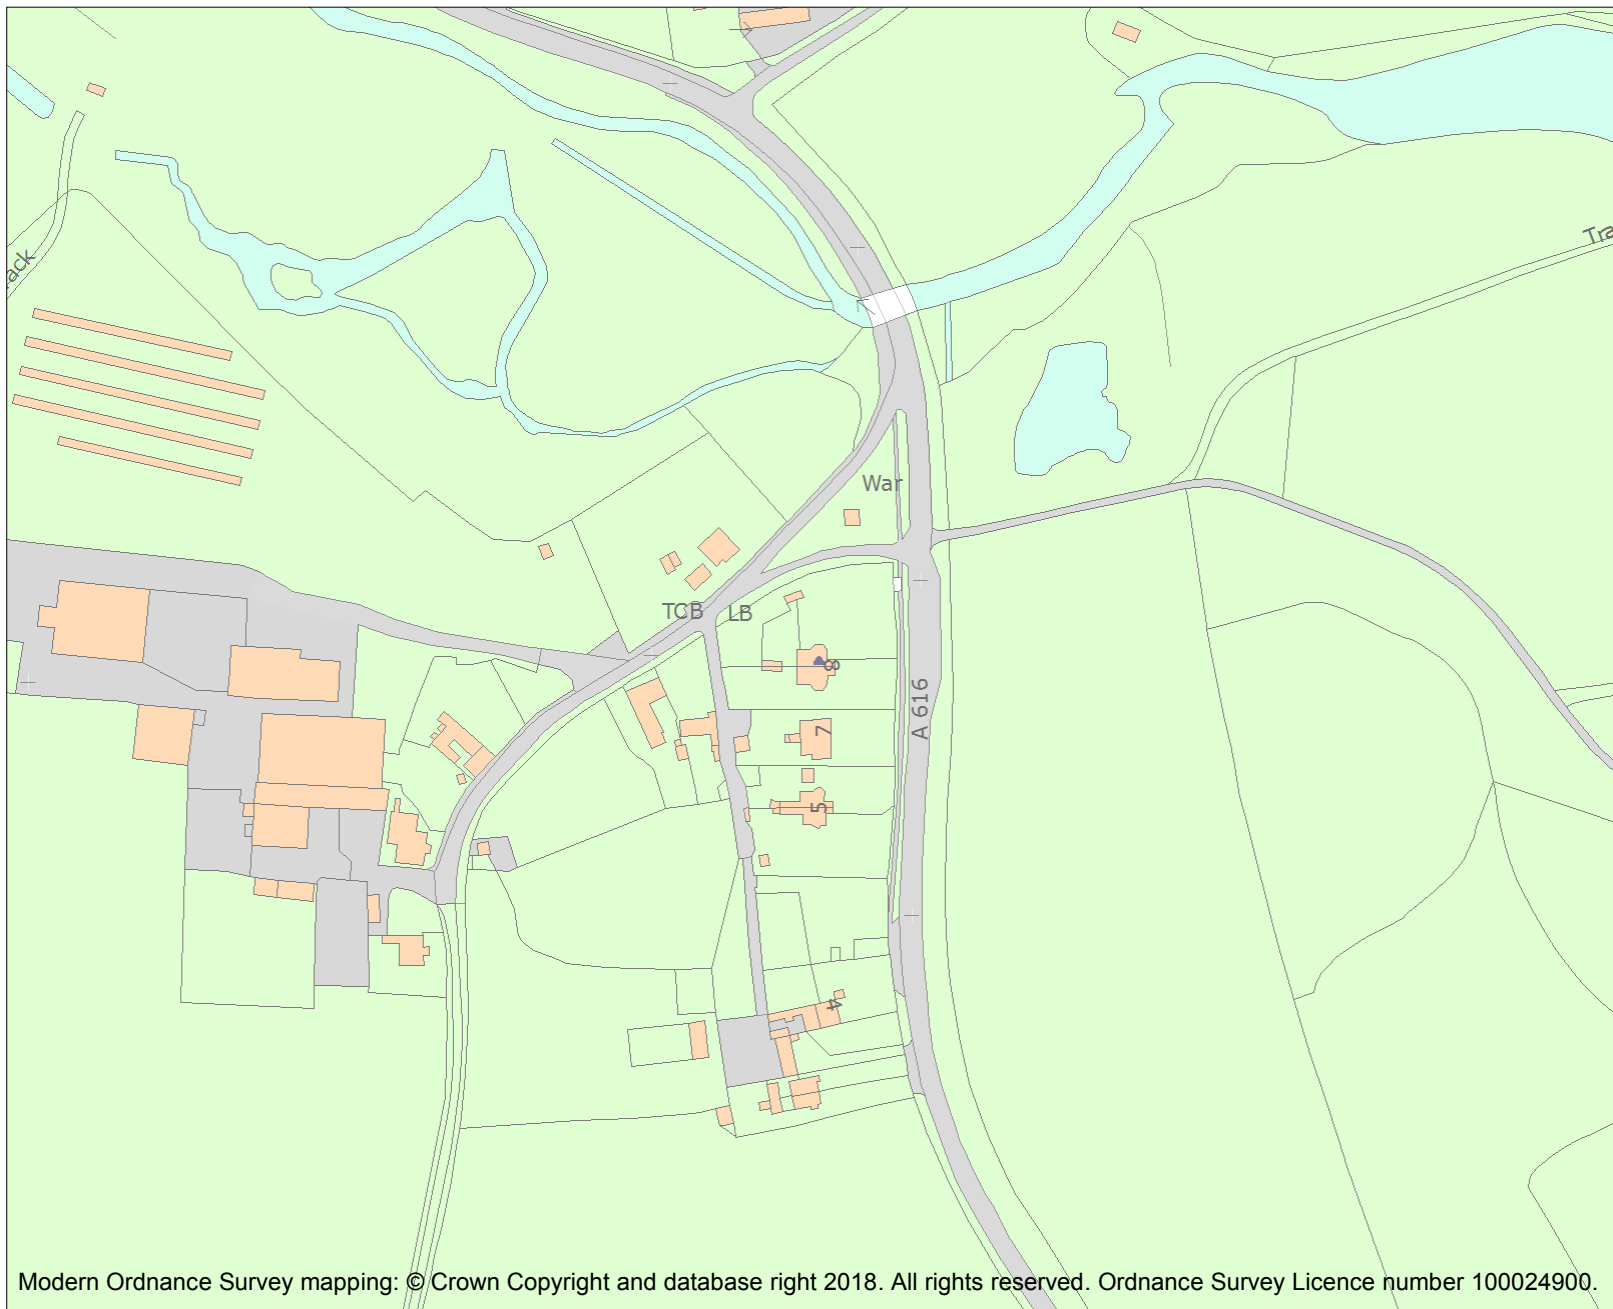 Tra
ack
War
TCB LB
8
A 616
7
5
4
Modern Ordnance Survey mapping: © Crown Copyright and database right 2018. All rights reserved. Ordnance Survey Licence number 100024900.